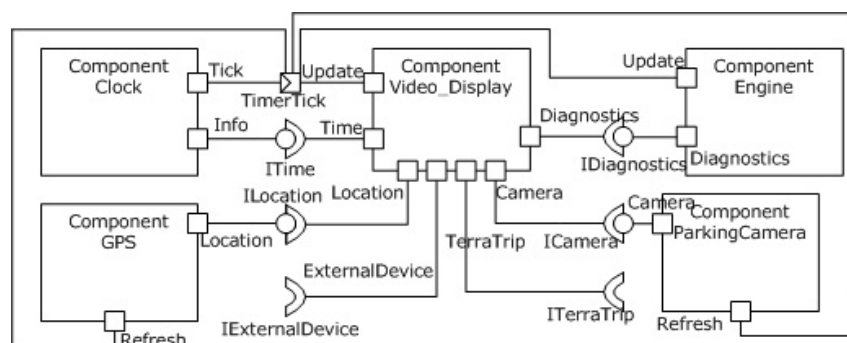 Component
Clock
Tick
Info
TimerTick
Update
Time
ITime
Component
Video_Display
Diagnostics
IDiagnostics
Update
Component
Engine
Diagnostics
Component
GPS
Location
ILocation
Location
Camera
TerraTrip
ICamera
Camera
Component
ParkingCamera
ExternalDevice
IExternalDevice
ITerraTrip
Refresh
Refresh